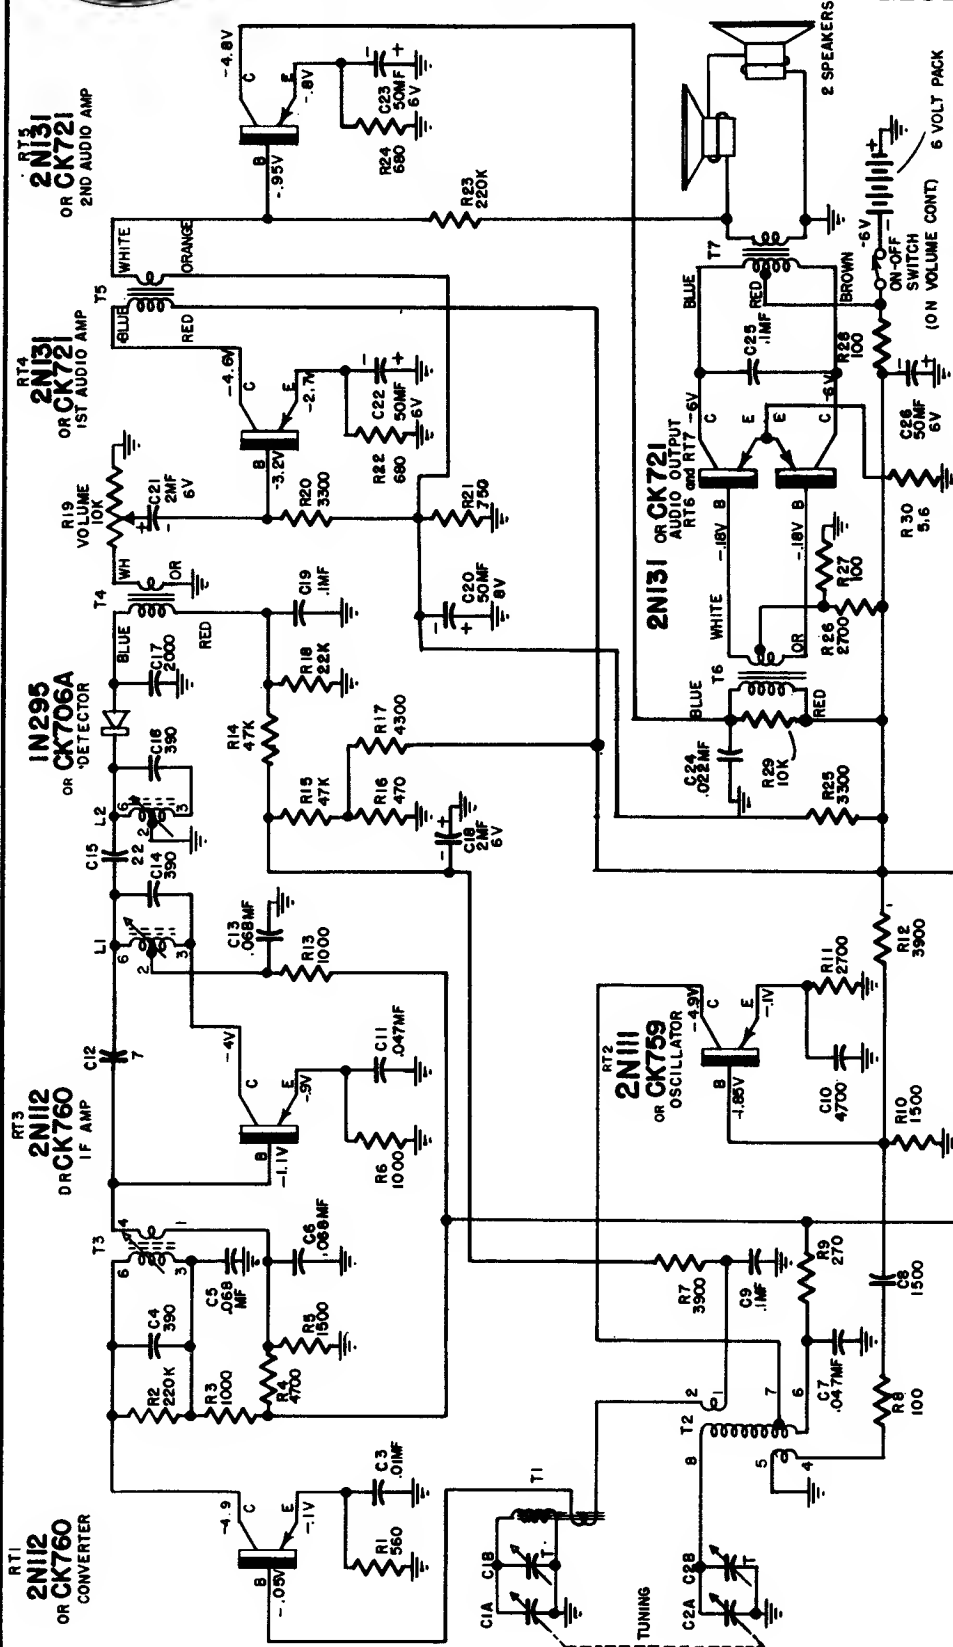 RT1
2N112
OR CK760
CONVERTER
-4.9
C
E
-.1V
B
-.05V
R1
560
C3
.01MF
R2
220K
C4
390
R3
1000
R4
4700
R5
1500
C5
.068
MF
C6
.068MF
T3
6
3
4
1
RT3
2N112
OR CK760
IF AMP
C12
7
-4V
C
E
-.9V
B
-1.1V
R6
1000
C11
.047MF
L1
6
2
3
C13
.068MF
R13
1000
C14
390
C15
22
L2
6
2
3
C16
390
1N295
OR CK706A
DETECTOR
C17
2000
BLUE
RED
T4
WH
OR
R14
47K
R15
47K
R16
470
R17
4300
R18
22K
C19
.1MF
C18
2MF
6V
R19
VOLUME
10K
C21
2MF
6V
RT4
2N131
OR CK721
1ST AUDIO AMP
-4.6V
C
E
-2.7V
B
-3.2V
R20
3300
R21
750
C20
50MF
8V
R22
680
C22
50MF
6V
BLUE
RED
T5
WHITE
ORANGE
RT5
2N131
OR CK721
2ND AUDIO AMP
-4.8V
C
E
-.8V
B
-.95V
R24
680
C23
50MF
6V
R23
220K
C1A
C1B
T
T1
TUNING
C2A
C2B
T
T2
8
2
1
7
6
5
4
R7
3900
C9
.1MF
R9
270
C7
.047MF
R8
100
C8
1500
RT2
2N111
OR CK759
OSCILLATOR
-4.9V
C
E
-.1V
B
-1.85V
C10
4700
R11
2700
R10
1500
R12
3900
R25
3300
C24
.022MF
R29
10K
BLUE
RED
T6
WHITE
OR
R26
2700
R27
100
2N131 OR CK721
AUDIO OUTPUT
RT6 and RT7
-.18V
B
-.18V
B
-6V
C
E
E
C
-6V
R30
5.6
C25
.1MF
BLUE
RED
BROWN
T7
R28
100
C26
50MF
6V
-6V
ON-OFF
SWITCH
(ON VOLUME CONT.)
6 VOLT PACK
2 SPEAKERS